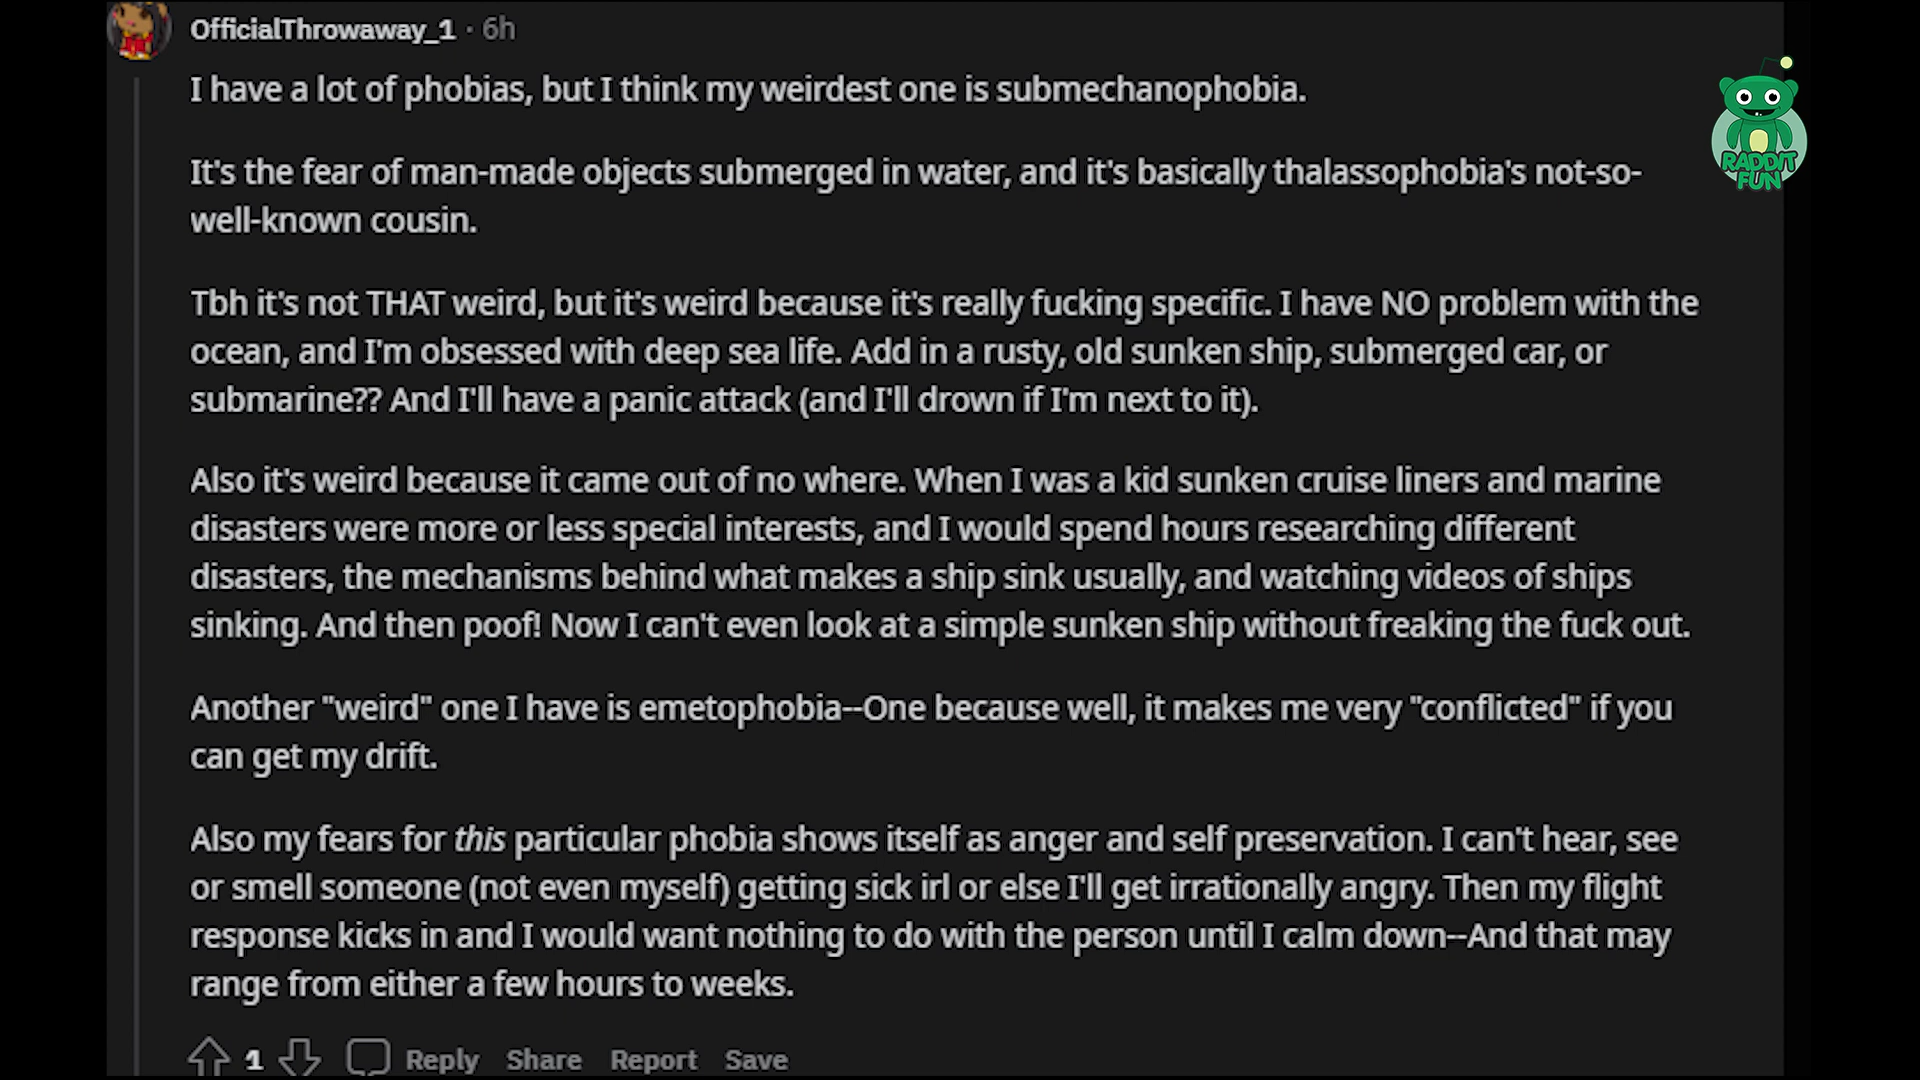 OfficialThrowaway_1 · 6h
I have a lot of phobias, but I think my weirdest one is submechanophobia.
RADDIT
FUN
It's the fear of man-made objects submerged in water, and it's basically thalassophobia's not-so-
well-known cousin.
Tbh it's not THAT weird, but it's weird because it's really fucking specific. I have NO problem with the
ocean, and I'm obsessed with deep sea life. Add in a rusty, old sunken ship, submerged car, or
submarine?? And I'll have a panic attack (and I'll drown if I'm next to it).
Also it's weird because it came out of no where. When I was a kid sunken cruise liners and marine
disasters were more or less special interests, and I would spend hours researching different
disasters, the mechanisms behind what makes a ship sink usually, and watching videos of ships
sinking. And then poof! Now I can't even look at a simple sunken ship without freaking the fuck out.
Another "weird" one I have is emetophobia--One because well, it makes me very "conflicted" if you
can get my drift.
Also my fears for this particular phobia shows itself as anger and self preservation. I can't hear, see
or smell someone (not even myself) getting sick irl or else I'll get irrationally angry. Then my flight
response kicks in and I would want nothing to do with the person until I calm down--And that may
range from either a few hours to weeks.
1 Reply Share Report Save